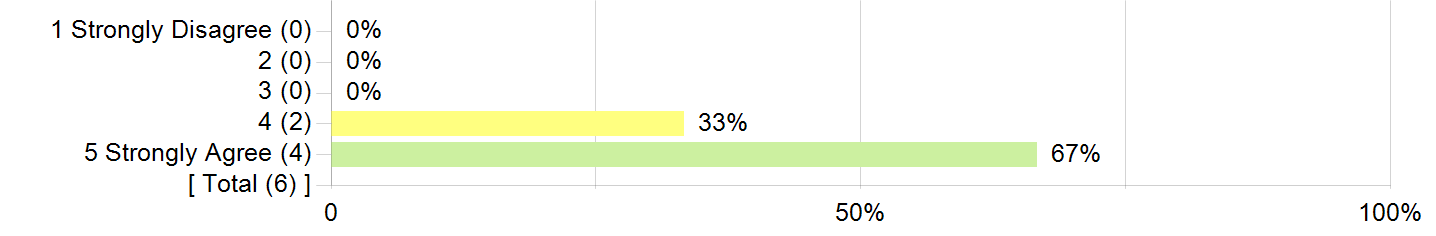 1 Strongly Disagree (0) 0%
2 (0) 0%
3 (0) 0%
4 (2) 33%
5 Strongly Agree (4) 67%
[ Total (6) ]
0 50% 100%